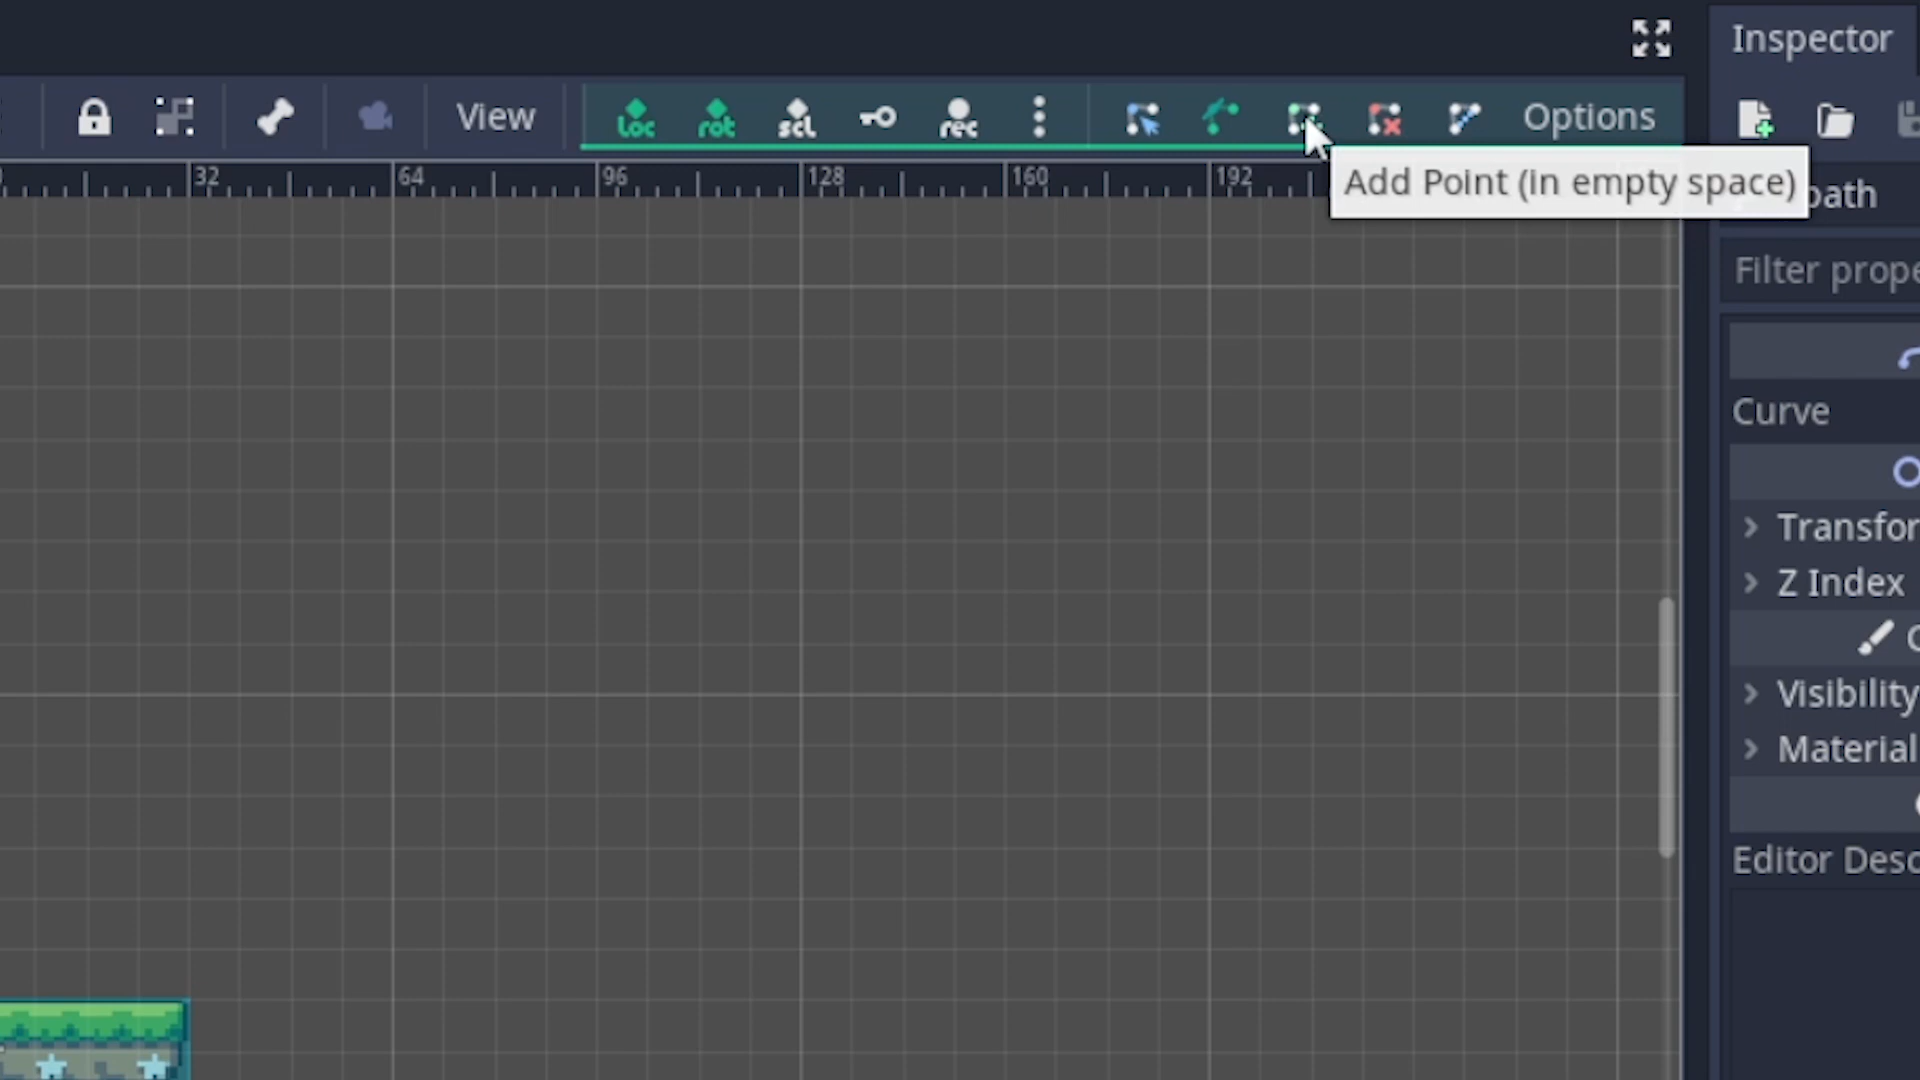 Inspector
View
loc rot scl rec
Options
32 64 96 128 160 192
Add Point (in empty space)
path
Filter prope
Curve
Transfor
Z Index
Visibility
Material
Editor Desc